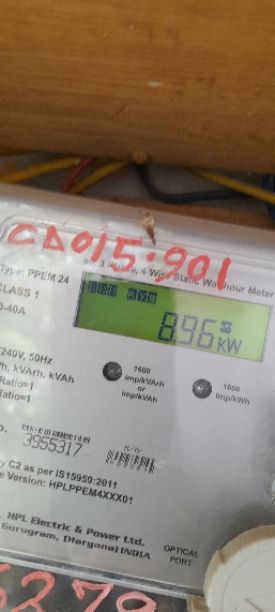 CD015.901
Type: PPEM 24
3 Phase, 4 Wire Static Watthour Meter
CLASS 1
0-40A
8.96 kW
240V, 50Hz
kVArh, kVAh
Ratio=1
Ratio=1
1600
imp/kVArh
or
imp/kVAh
1600
imp/kWh
3955317
C2 as per IS15959:2011
Version: HPLPPEM4XXX01
HPL Electric & Power Ltd.
Gurugram, (Haryana) INDIA
OPTICAL
PORT